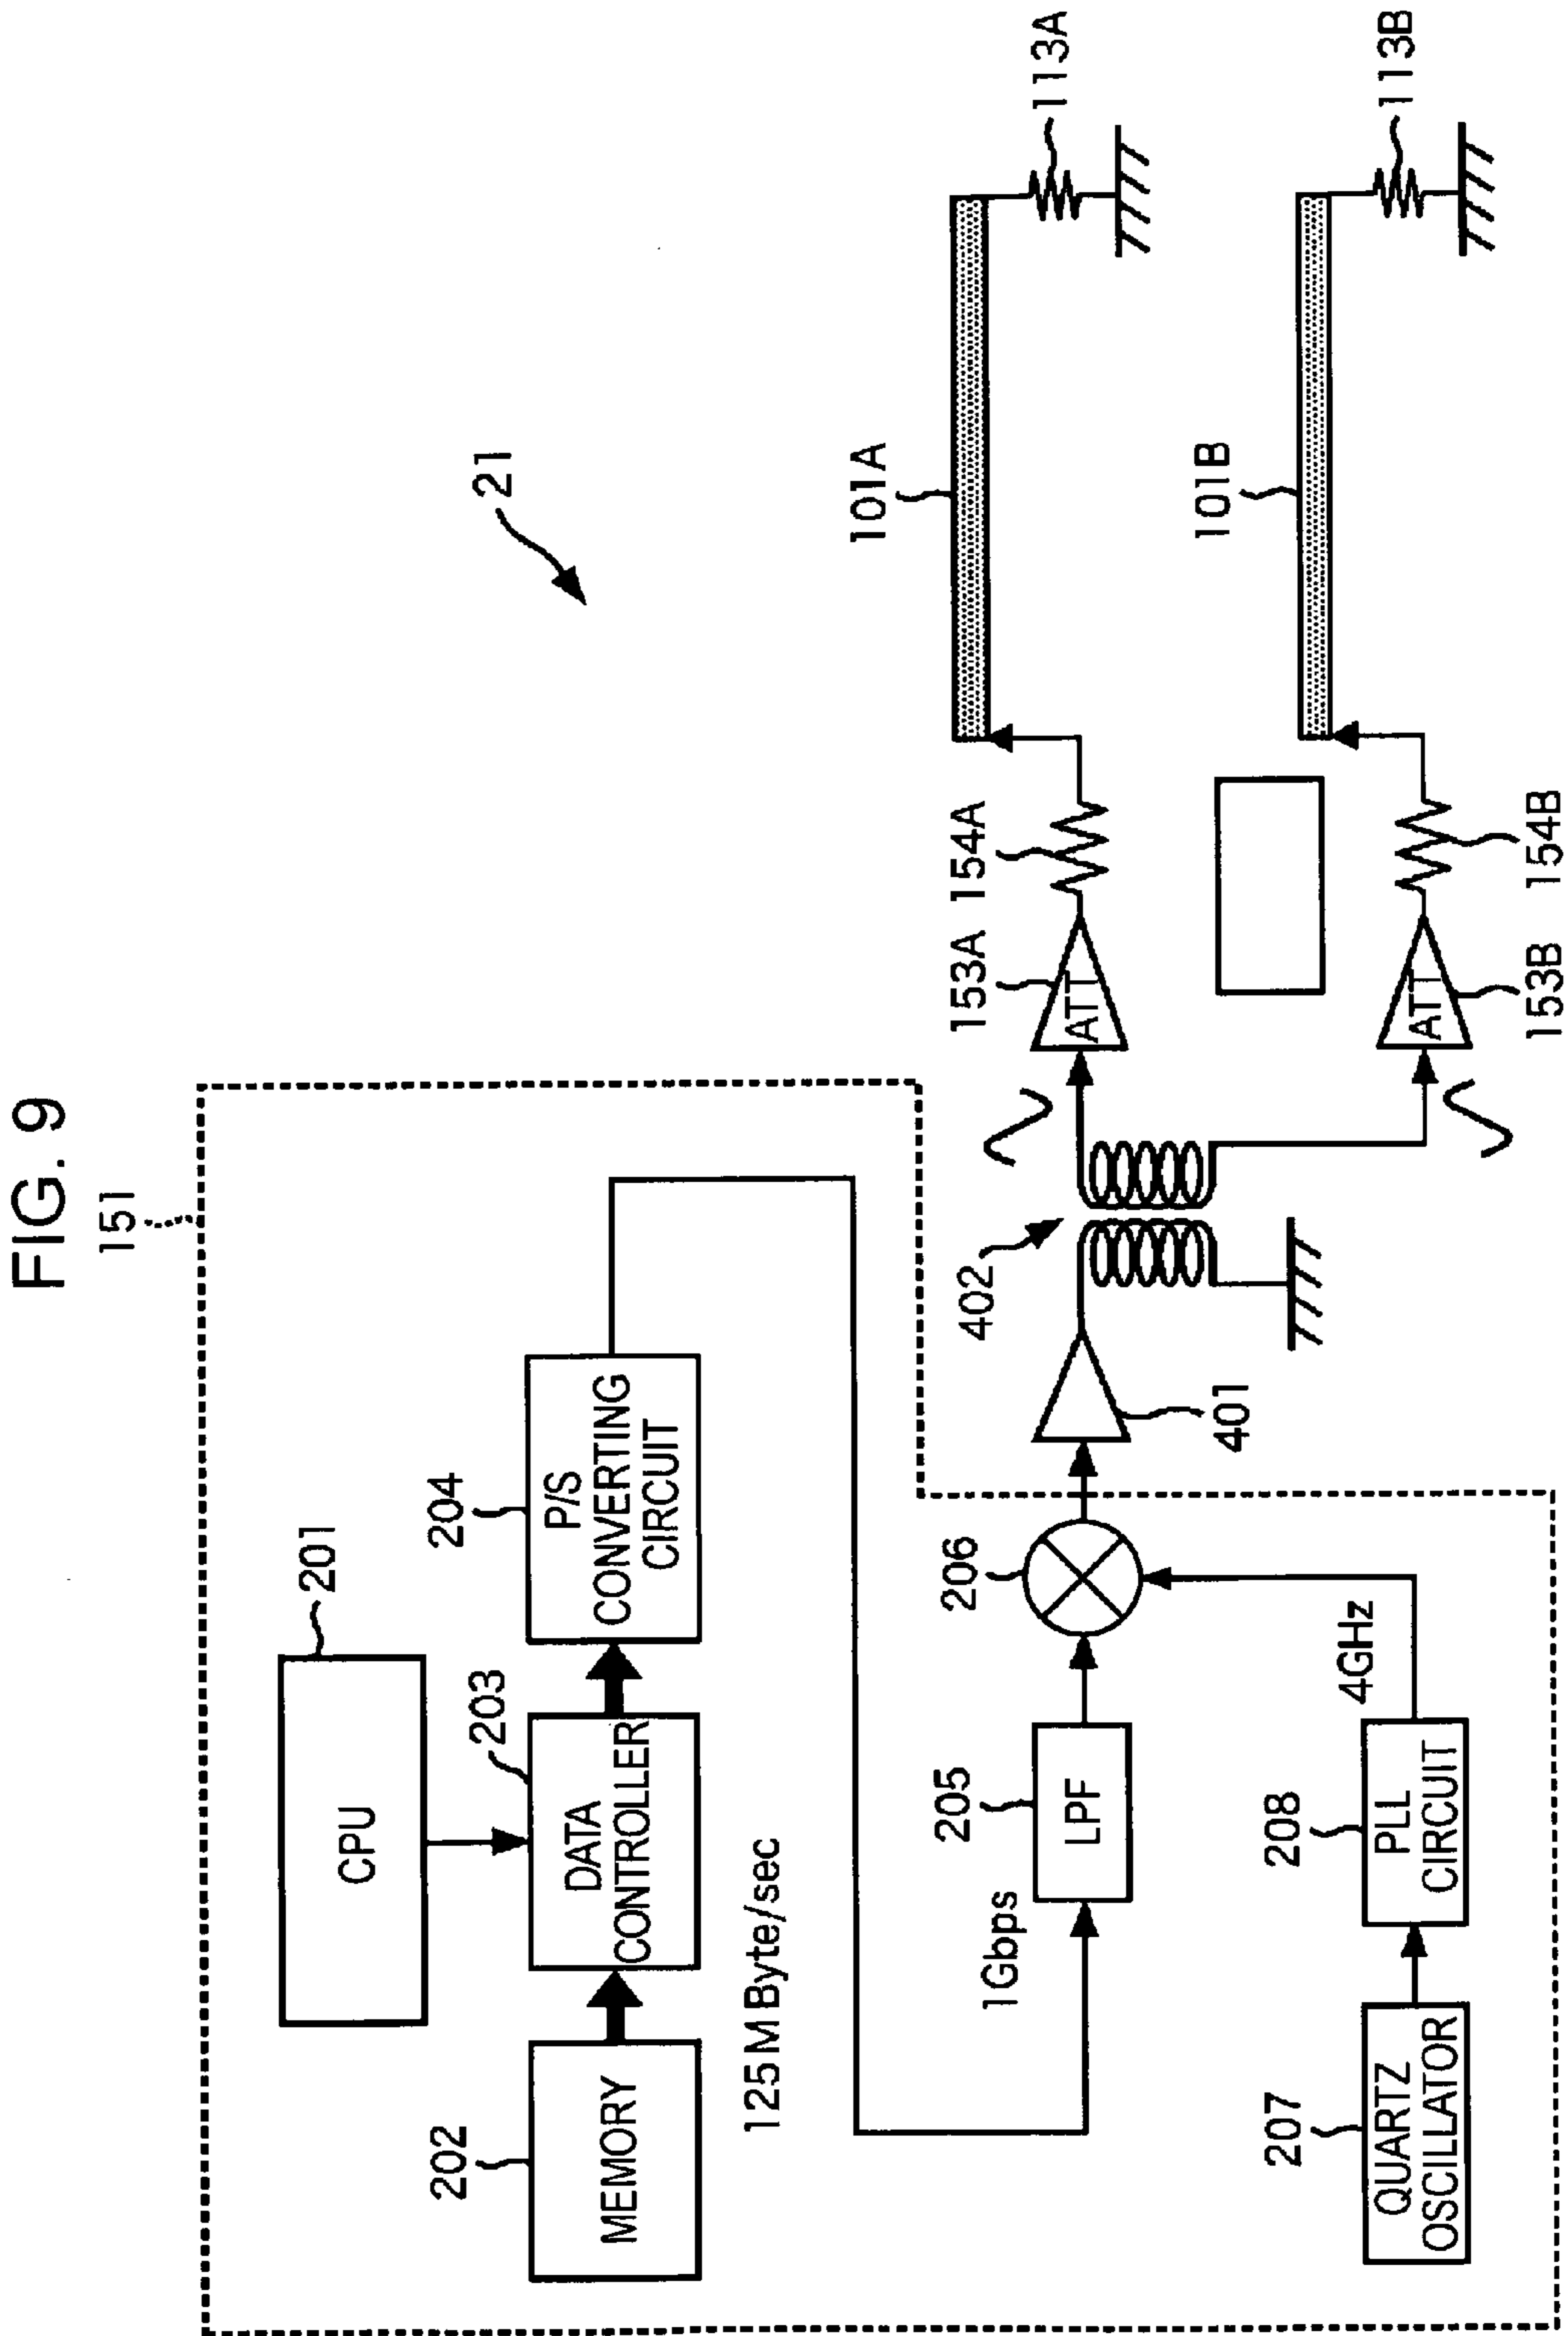 FIG. 9
151
21
201
CPU
202
MEMORY
203
DATA
CONTROLLER
204
P/S
CONVERTING
CIRCUIT
125M Byte/sec
1Gbps
205
LPF
206
207
QUARTZ
OSCILLATOR
208
PLL
CIRCUIT
4GHz
401
402
153A
ATT
154A
101A
113A
153B
ATT
154B
101B
113B